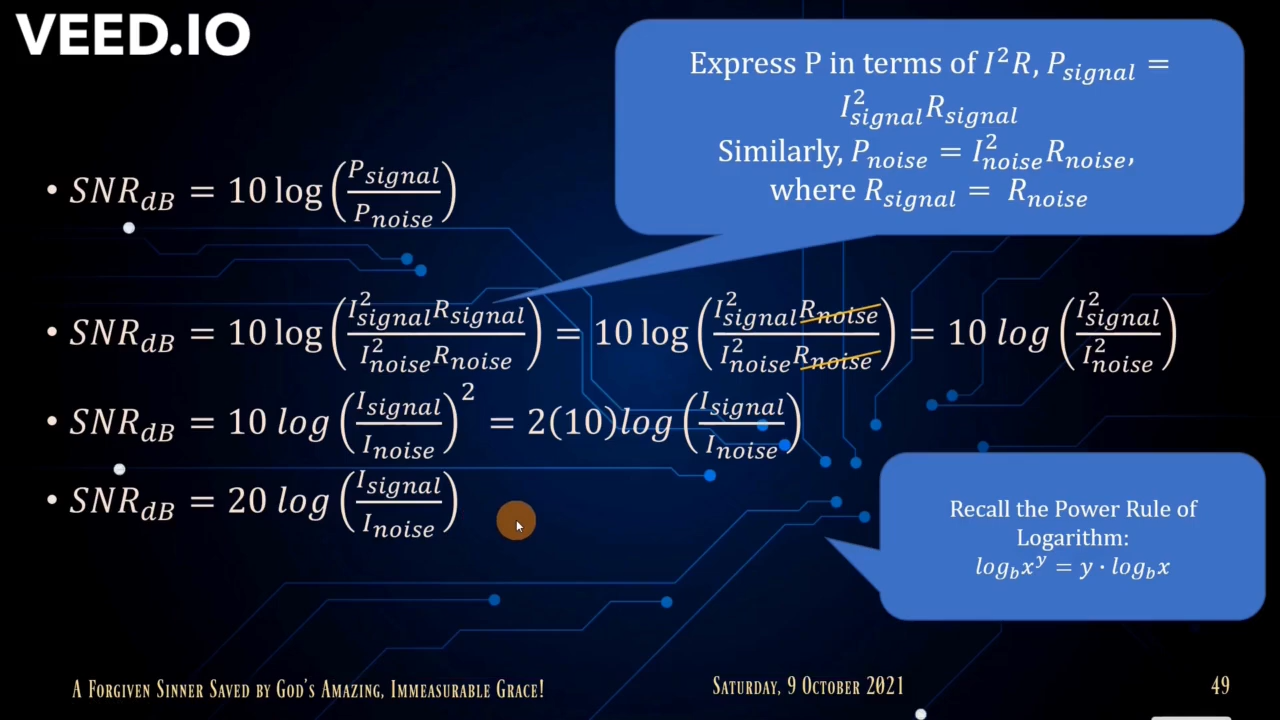 VEED.IO
Express P in terms of I²R, P_signal =
I²_signal R_signal
Similarly, P_noise = I²_noise R_noise,
where R_signal = R_noise
• SNR_dB = 10 log (P_signal / P_noise)
• SNR_dB = 10 log (I²_signal R_signal / I²_noise R_noise) = 10 log (I²_signal R_noise / I²_noise R_noise) = 10 log (I²_signal / I²_noise)
• SNR_dB = 10 log (I_signal / I_noise)² = 2(10)log (I_signal / I_noise)
• SNR_dB = 20 log (I_signal / I_noise)
Recall the Power Rule of
Logarithm:
log_b x^y = y · log_b x
A Forgiven Sinner Saved by God's Amazing, Immeasurable Grace!
Saturday, 9 October 2021
49